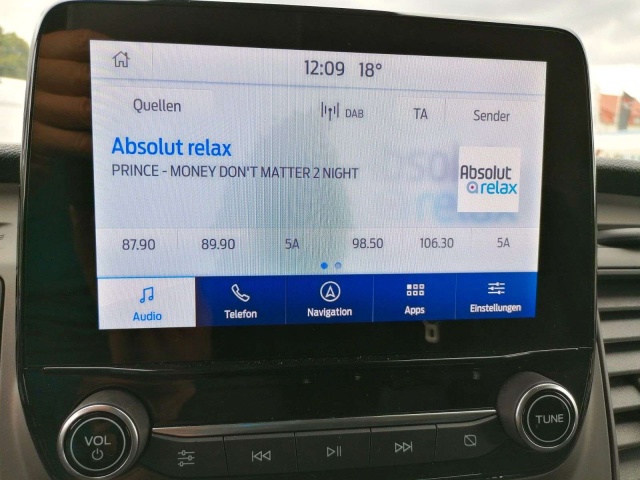 12:09 18°
Quellen DAB TA Sender
Absolut relax
PRINCE - MONEY DON'T MATTER 2 NIGHT
Absolut
relax
87.90 89.90 5A 98.50 106.30 5A
Audio Telefon Navigation Apps Einstellungen
VOL TUNE